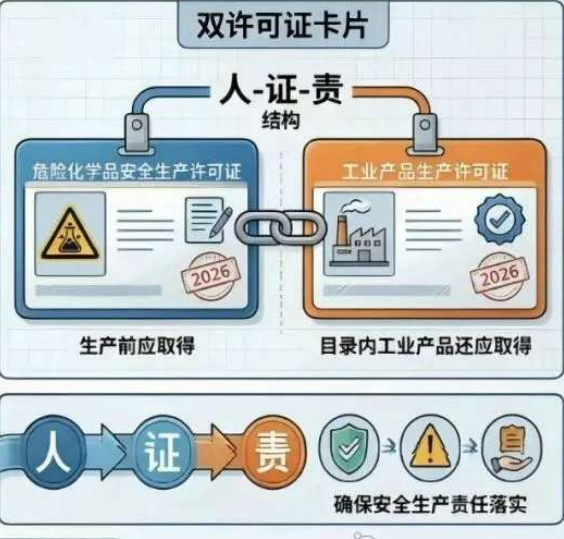 双许可证卡片
人-证-责
结构
危险化学品安全生产许可证
工业产品生产许可证
2026
2026
生产前应取得
目录内工业产品还应取得
人
证
责
确保安全生产责任落实